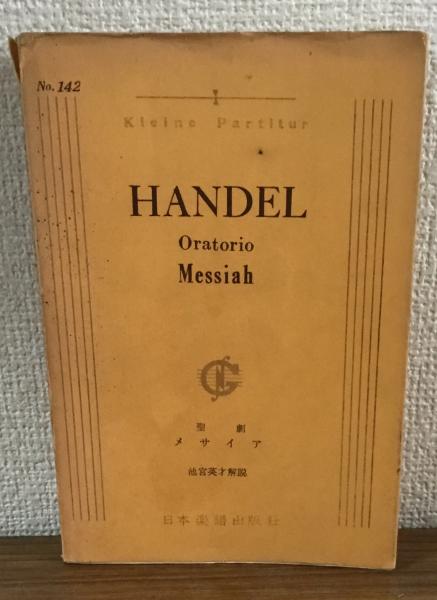 No. 142
I
Kleine Partitur
HANDEL
Oratorio
Messiah
聖劇
メサイア
池宮英才解説
日本楽譜出版社